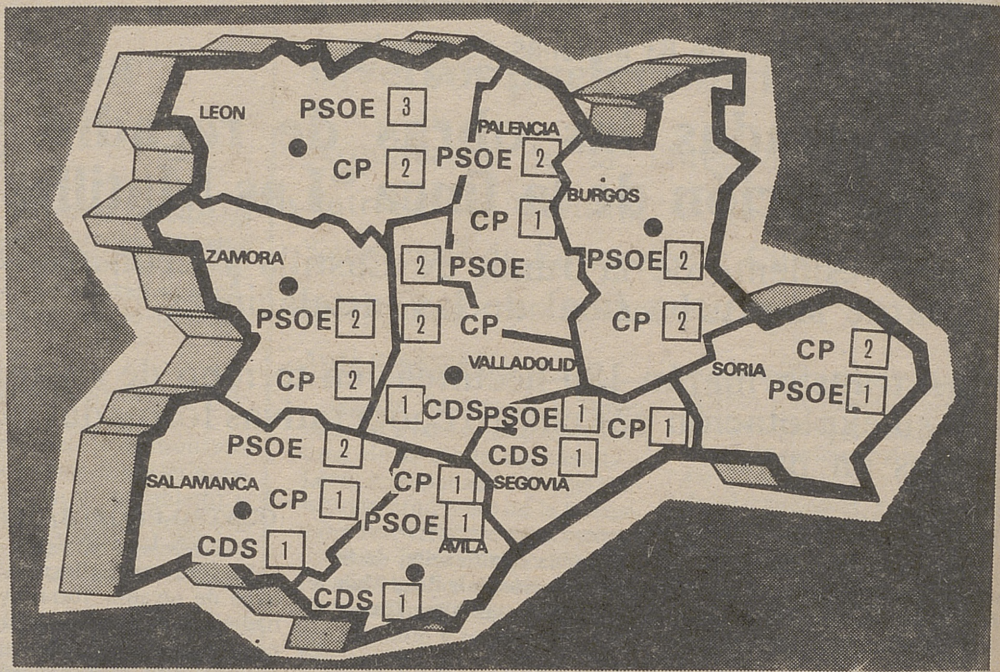 LEON
PSOE 3
CP 2
PALENCIA
PSOE 2
CP 1
BURGOS
PSOE 2
CP 2
ZAMORA
PSOE 2
CP 2
2 PSOE
2 CP
VALLADOLID
1 CDS
SORIA
CP 2
PSOE 1
PSOE 1
CP 1
CDS 1
SEGOVIA
PSOE 2
SALAMANCA
CP 1
CDS 1
CP 1
PSOE 1
AVILA
CDS 1